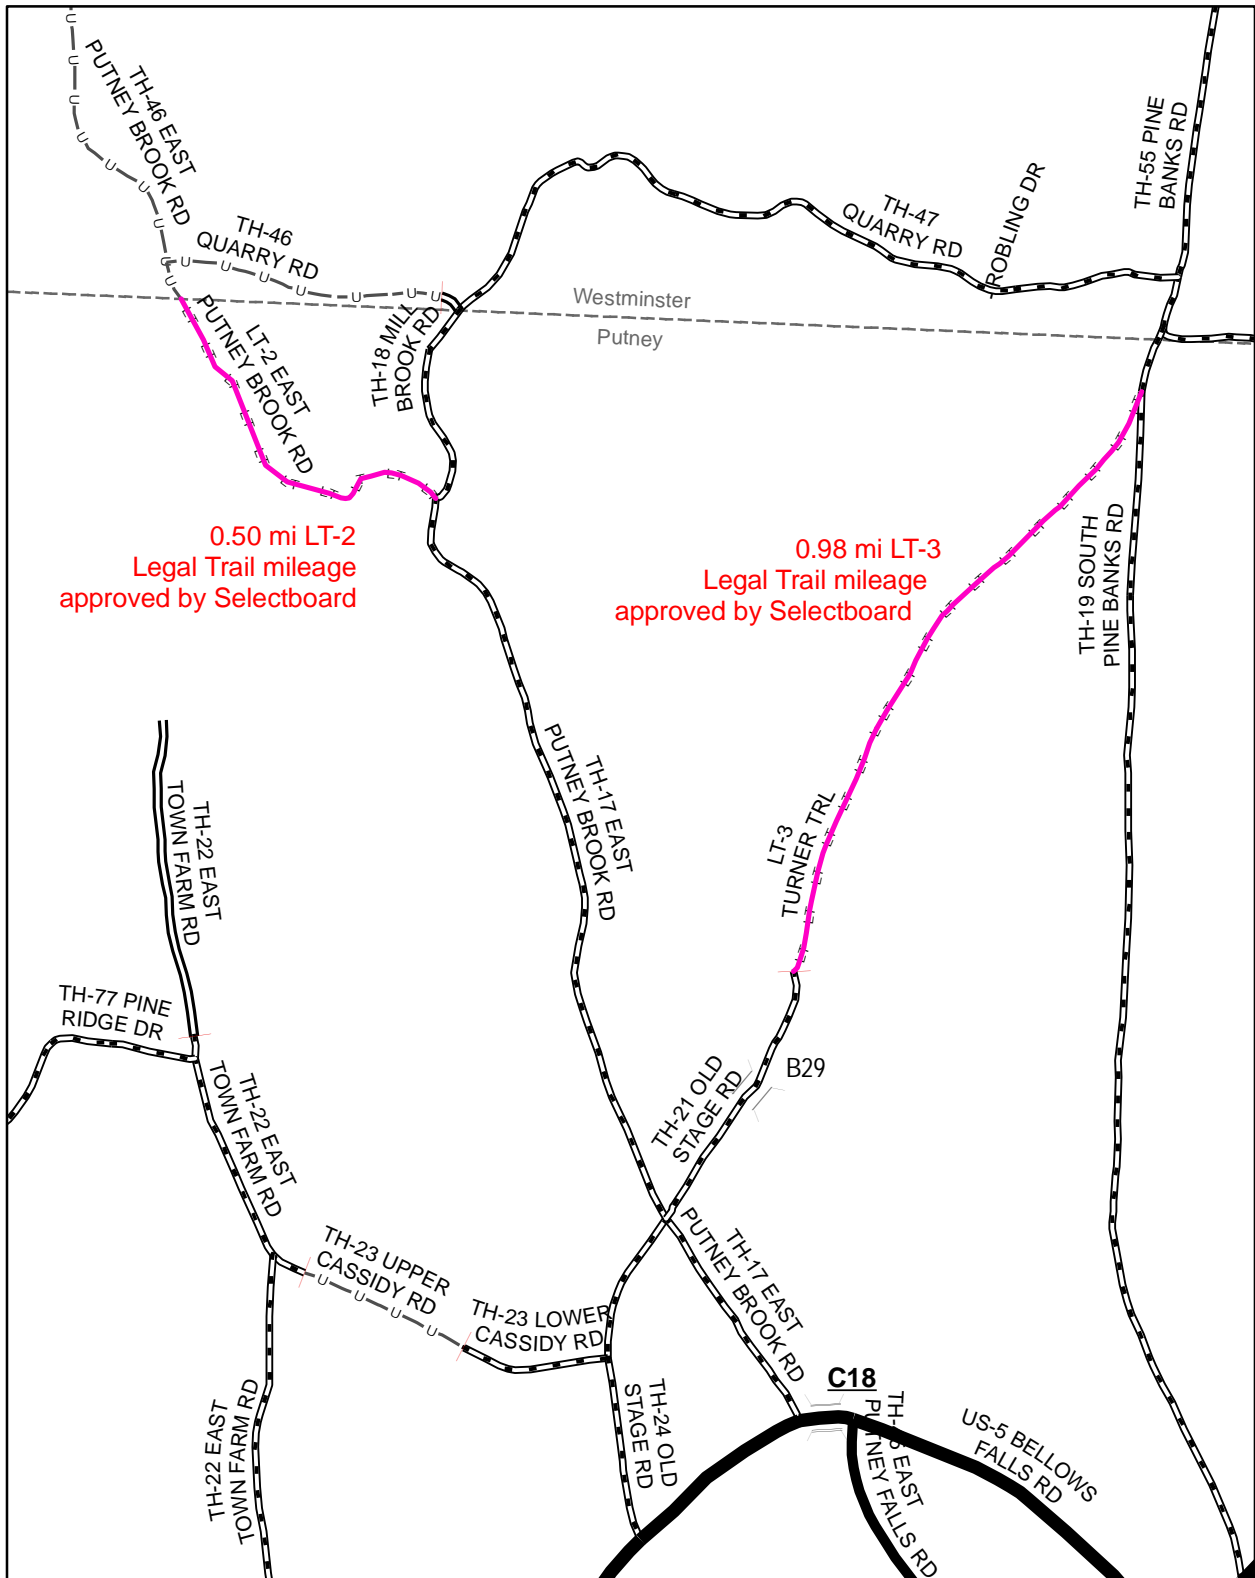 TH-46 EAST
PUTNEY BROOK RD
TH-46
QUARRY RD
TH-47
QUARRY RD
ROBLING DR
TH-55 PINE
BANKS RD
Westminster
Putney
LT-2 EAST
PUTNEY BROOK RD
TH-18 MILL
BROOK RD
0.50 mi LT-2
Legal Trail mileage
approved by Selectboard
0.98 mi LT-3
Legal Trail mileage
approved by Selectboard
TH-19 SOUTH
PINE BANKS RD
TH-17 EAST
PUTNEY BROOK RD
LT-3
TURNER TRL
TH-22 EAST
TOWN FARM RD
TH-77 PINE
RIDGE DR
B29
TH-21 OLD
STAGE RD
TH-22 EAST
TOWN FARM RD
TH-23 UPPER
CASSIDY RD
TH-23 LOWER
CASSIDY RD
TH-17 EAST
PUTNEY BROOK RD
C18
TH-22 EAST
TOWN FARM RD
TH-24 OLD
STAGE RD
EAST
PUTNEY FALLS RD
US-5 BELLOWS
FALLS RD